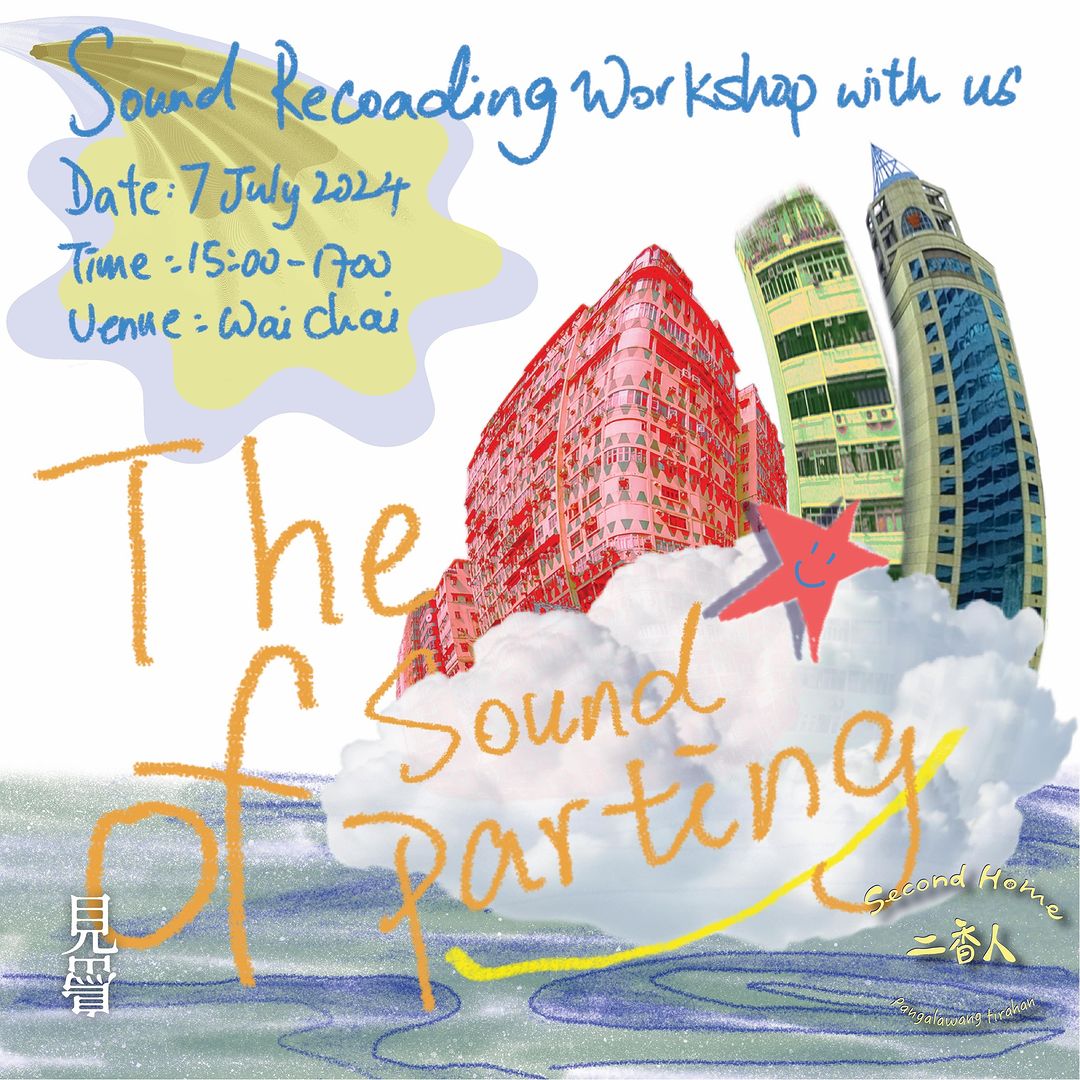 Sound Recoading Workshop with us
Date: 7 July 2024
Time: 15:00-1700
Venue: Wai Chai
The
Sound
of Parting
見
Second Home
二香人
Pangalawang tirahan